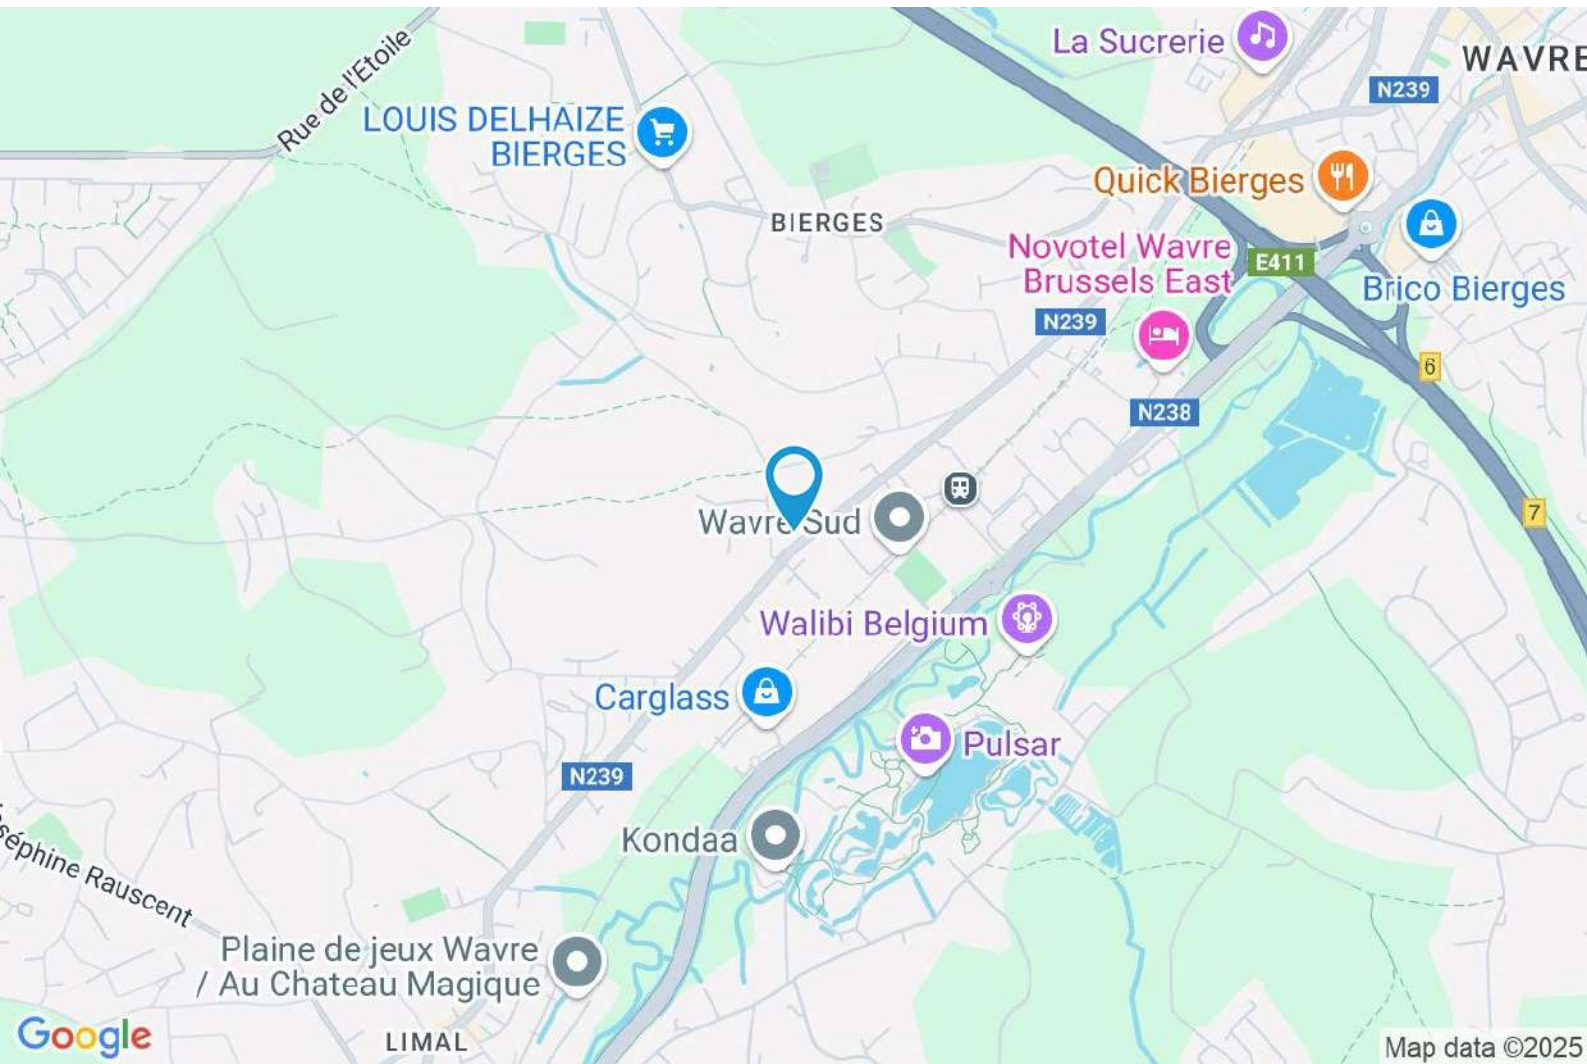 La Sucrerie
WAVRE
N239
Rue de l'Etoile
LOUIS DELHAIZE
BIERGES
Quick Bierges
BIERGES
Novotel Wavre
Brussels East
E411
Brico Bierges
N239
6
N238
7
Wavre Sud
Walibi Belgium
Carglass
Pulsar
N239
Kondaa
oséphine Rauscent
Plaine de jeux Wavre
/ Au Chateau Magique
LIMAL
Google
Map data ©2025